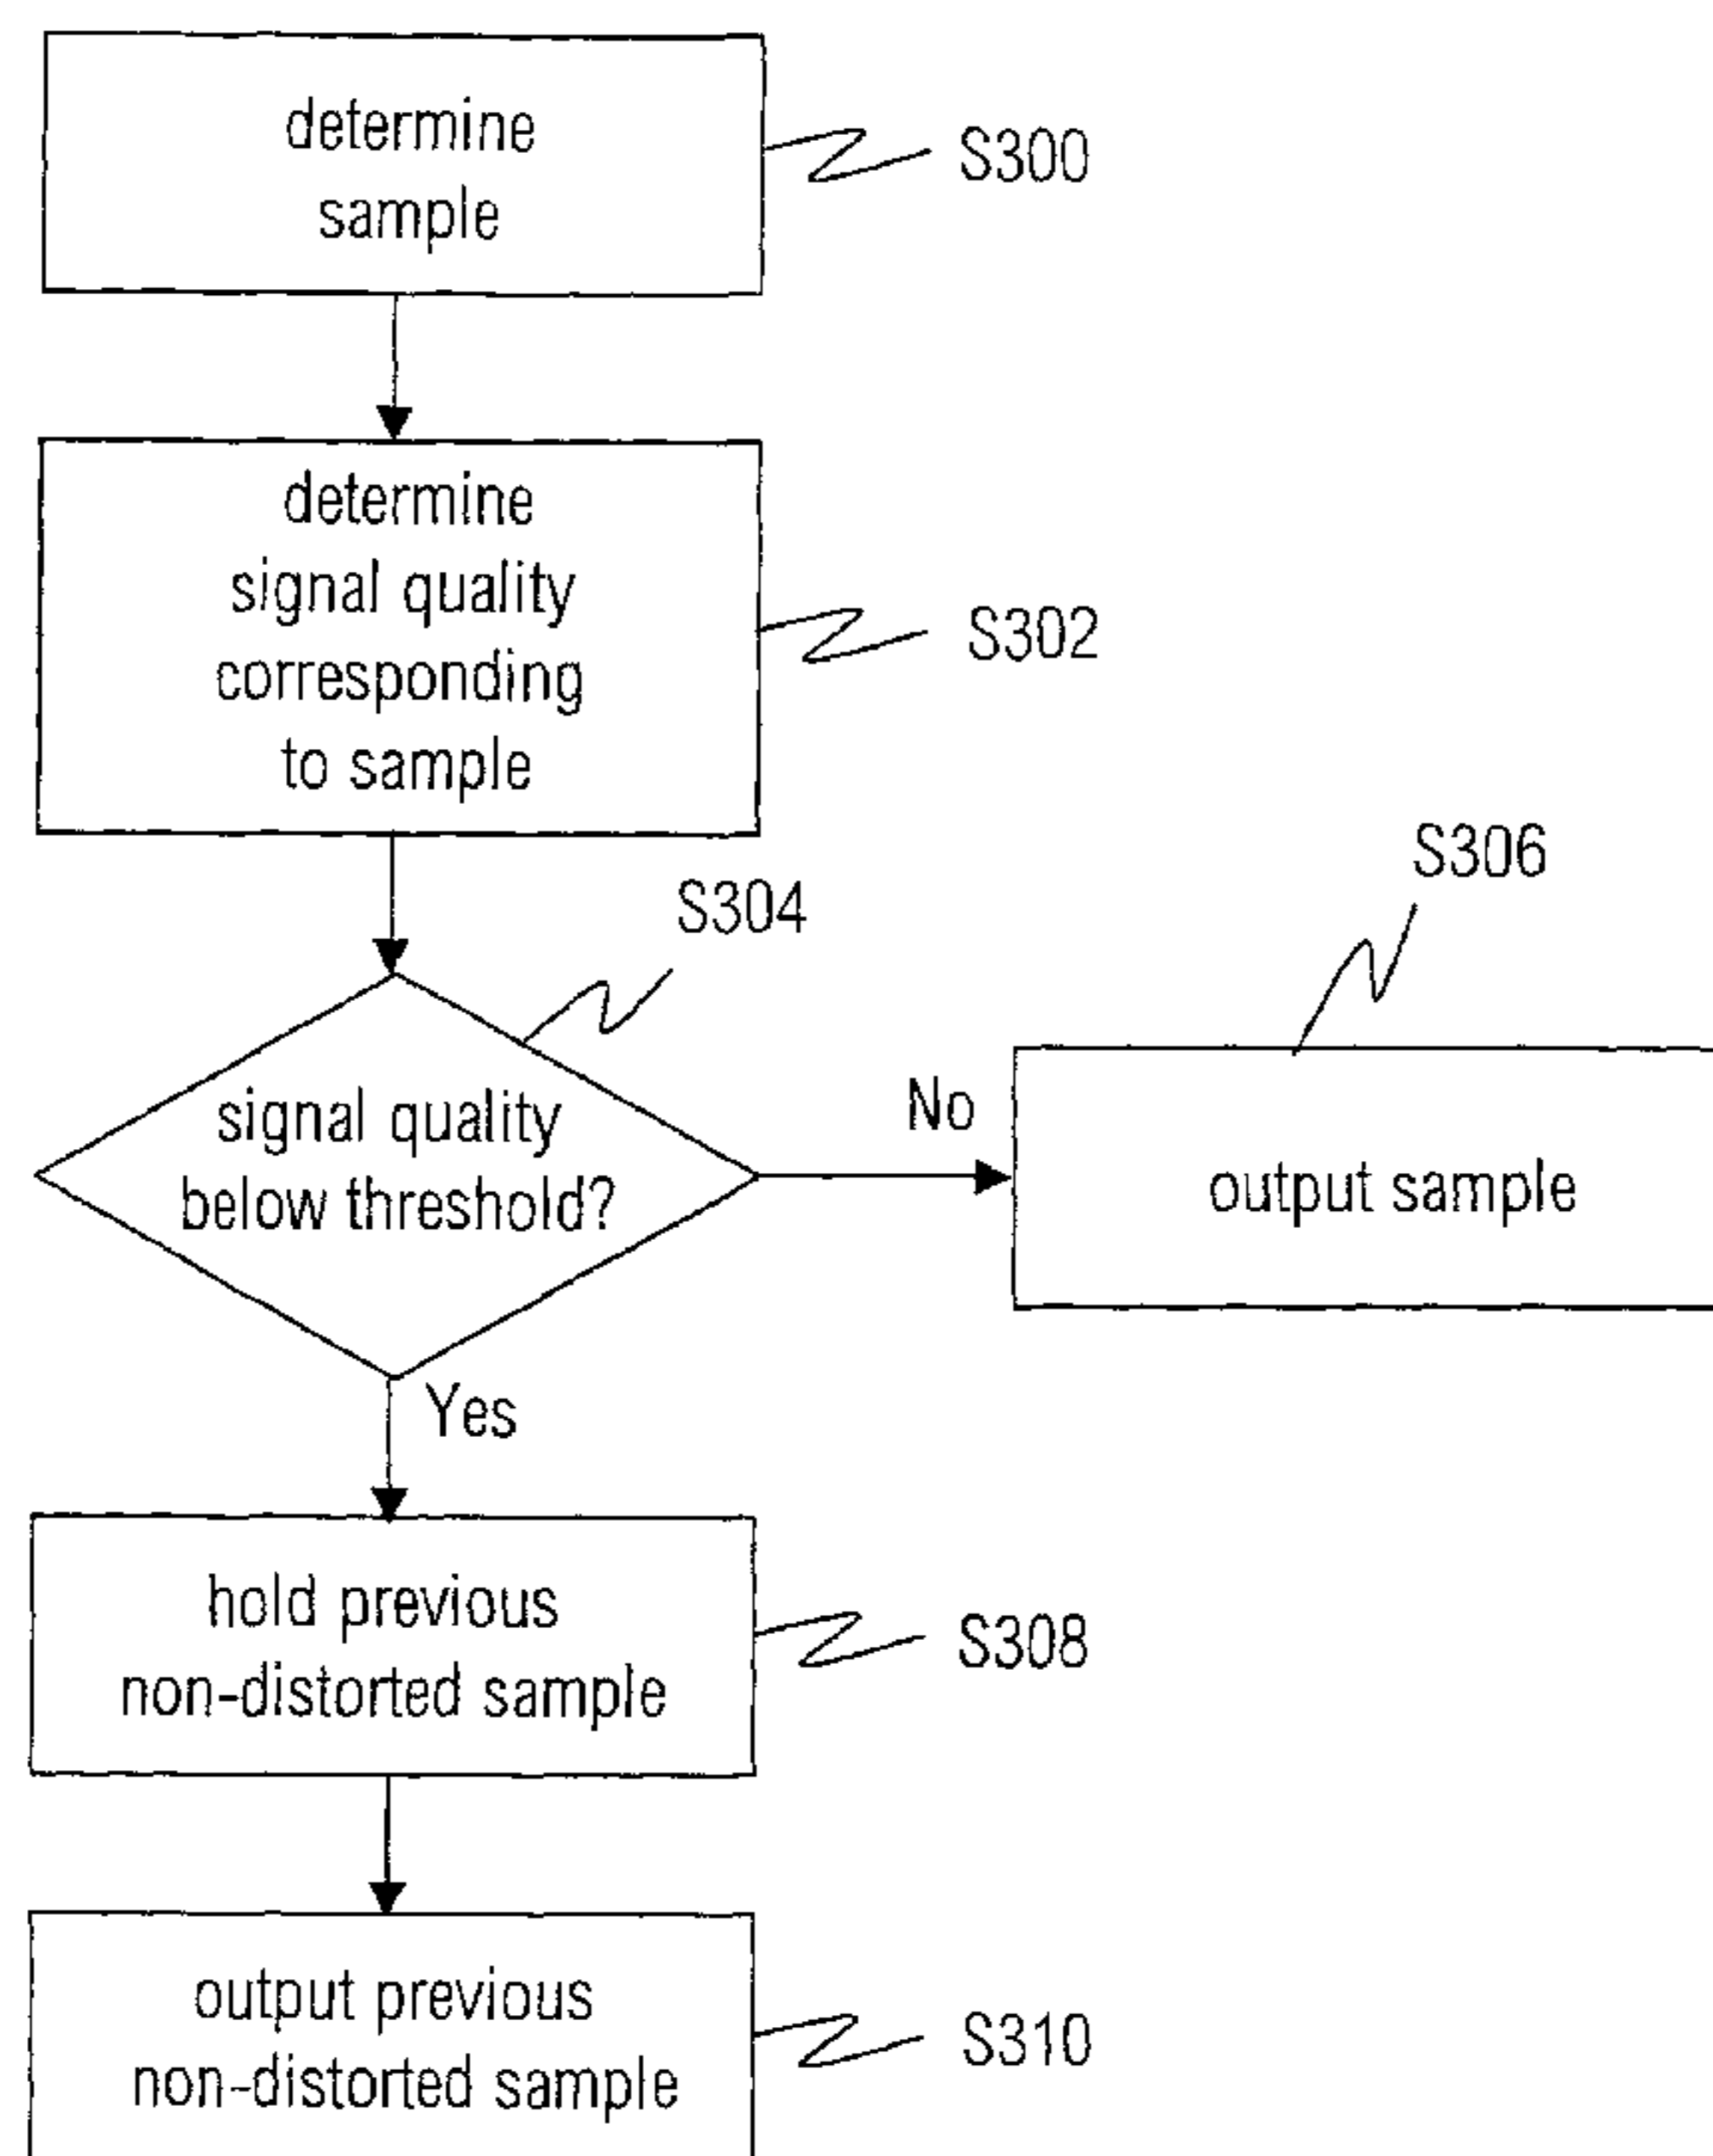 determine
sample
S300
determine
signal quality
corresponding
to sample
S302
S304
S306
signal quality
below threshold?
No
output sample
Yes
hold previous
non-distorted sample
S308
output previous
non-distorted sample
S310